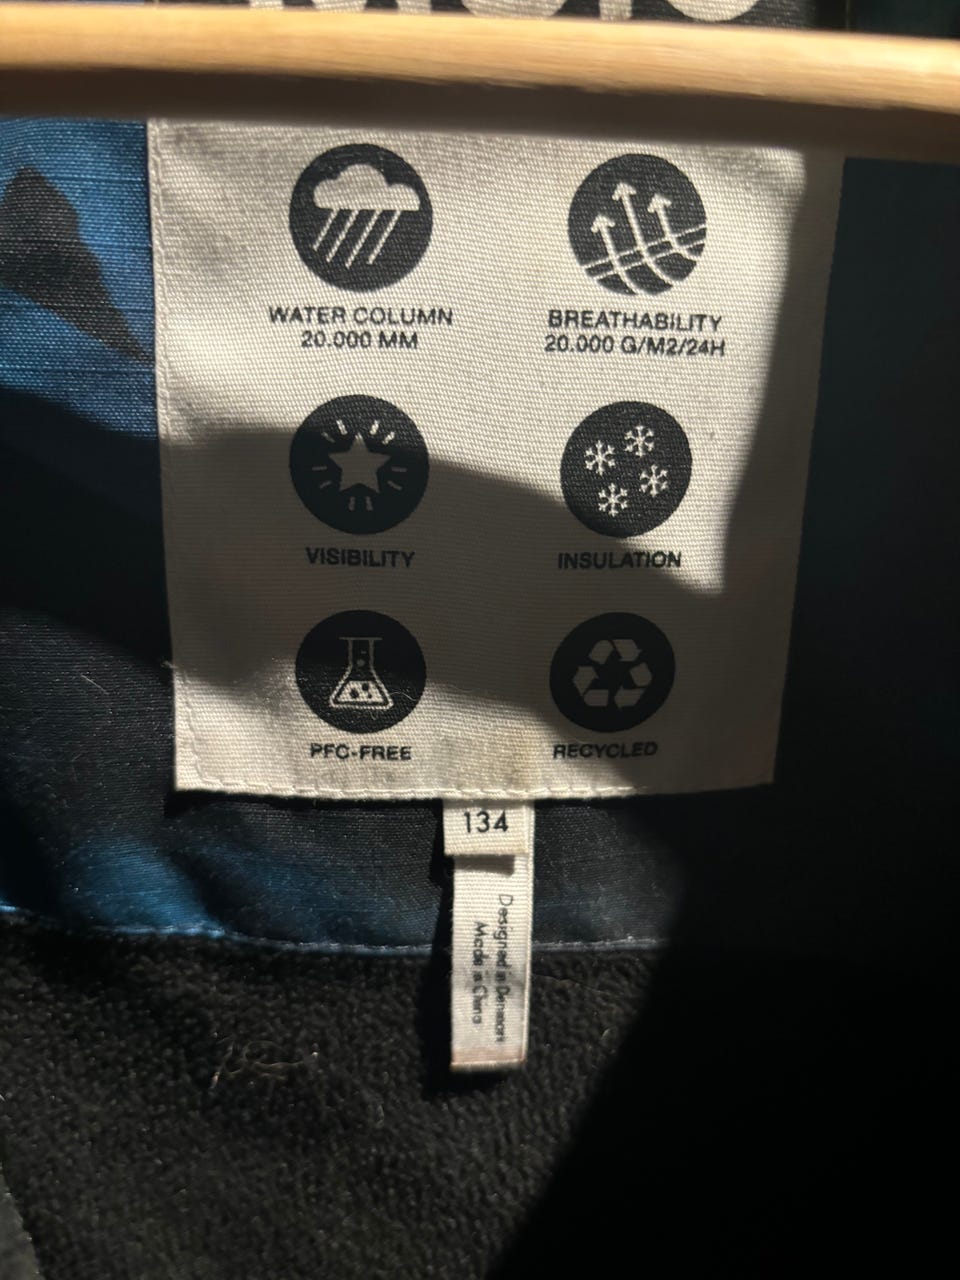 WATER COLUMN
20.000 MM
BREATHABILITY
20.000 G/M2/24H
VISIBILITY
INSULATION
PFC-FREE
RECYCLED
134
Designed in Denmark
Made in China